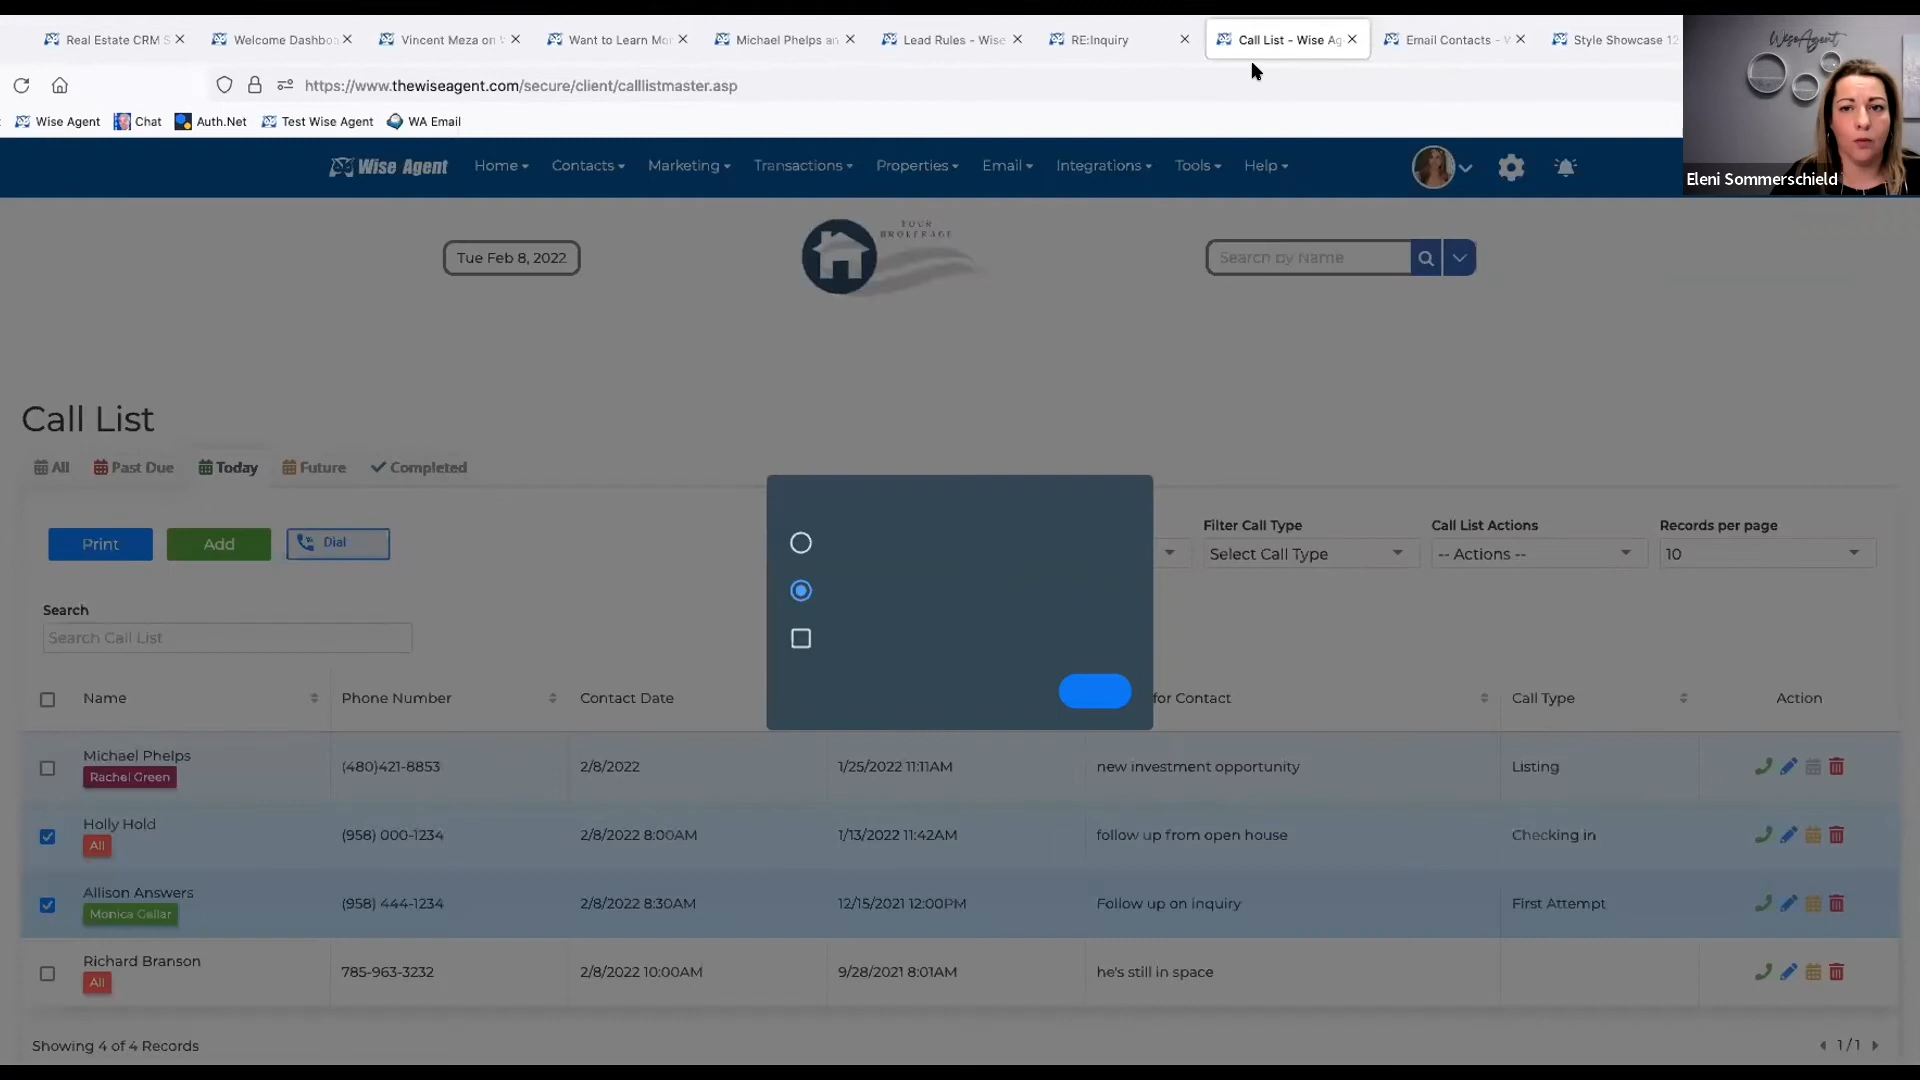 Real Estate CRM S
Welcome Dashbo
Vincent Meza on
Want to Learn Mo
Michael Phelps an
Lead Rules - Wise
RE:Inquiry
Call List - Wise Ag
Email Contacts -
Style Showcase 12
https://www.thewiseagent.com/secure/client/calllistmaster.asp
Wise Agent
Chat
Auth.Net
Test Wise Agent
WA Email
Wise Agent
Home
Contacts
Marketing
Transactions
Properties
Email
Integrations
Tools
Help
WiseAgent
Eleni Sommerschield
Tue Feb 8, 2022
YOUR
BROKERAGE
Search by Name
Call List
All
Past Due
Today
Future
Completed
Print
Add
Dial
Filter Call Type
Select Call Type
Call List Actions
-- Actions --
Records per page
10
Search
Search Call List
Name
Phone Number
Contact Date
for Contact
Call Type
Action
Michael Phelps
Rachel Green
(480)421-8853
2/8/2022
1/25/2022 11:11AM
new investment opportunity
Listing
Holly Hold
All
(958) 000-1234
2/8/2022 8:00AM
1/13/2022 11:42AM
follow up from open house
Checking in
Allison Answers
Monica Gellar
(958) 444-1234
2/8/2022 8:30AM
12/15/2021 12:00PM
Follow up on inquiry
First Attempt
Richard Branson
All
785-963-3232
2/8/2022 10:00AM
9/28/2021 8:01AM
he's still in space
Showing 4 of 4 Records
1 / 1